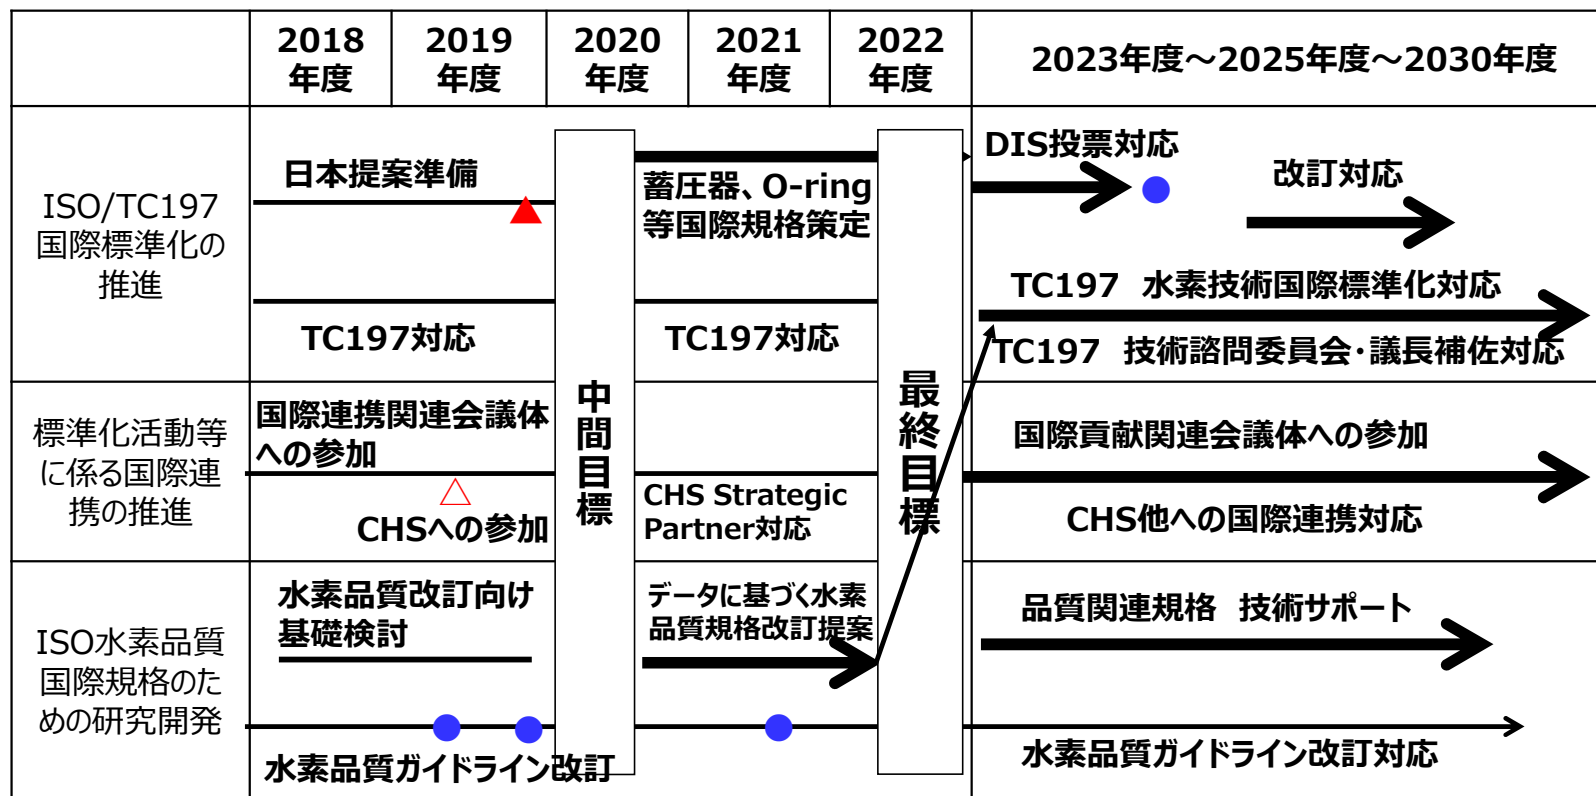 2018
年度
2019
年度
2020
年度
2021
年度
2022
年度
2023年度～2025年度～2030年度
ISO/TC197
国際標準化の
推進
日本提案準備
TC197対応
蓄圧器、O-ring
等国際規格策定
TC197対応
DIS投票対応
改訂対応
TC197 水素技術国際標準化対応
TC197 技術諮問委員会・議長補佐対応
中間目標
最終目標
標準化活動等
に係る国際連
携の推進
国際連携関連会議体
への参加
CHSへの参加
CHS Strategic
Partner対応
国際貢献関連会議体への参加
CHS他への国際連携対応
ISO水素品質
国際規格のた
めの研究開発
水素品質改訂向け
基礎検討
水素品質ガイドライン改訂
データに基づく水素
品質規格改訂提案
品質関連規格 技術サポート
水素品質ガイドライン改訂対応